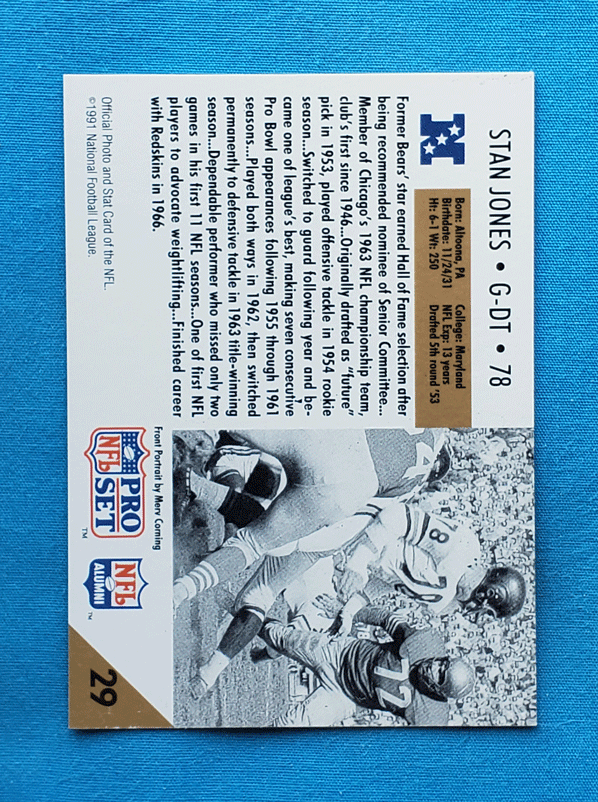 STAN JONES • G-DT • 78
N
Born: Altoona, PA College: Maryland
Birthdate: 11/24/31 NFL Exp: 13 years
Ht: 6-1 Wt: 250 Drafted 5th round '53
Former Bears' star earned Hall of Fame selection after
being recommended nominee of Senior Committee...
Member of Chicago's 1963 NFL championship team,
club's first since 1946...Originally drafted as "future"
pick in 1953, played offensive tackle in 1954 rookie
season...Switched to guard following year and be-
came one of league's best, making seven consecutive
Pro Bowl appearances following 1955 through 1961
seasons...Played both ways in 1962, then switched
permanently to defensive tackle in 1963 title-winning
season...Dependable performer who missed only two
games in his first 11 NFL seasons...One of first NFL
players to advocate weightlifting...Finished career
with Redskins in 1966.
78
72
4
Front Portrait by Merv Corning
PRO
NFL SET
TM
NFL
ALUMNI
TM
Official Photo and Stat Card of the NFL.
©1991 National Football League.
29